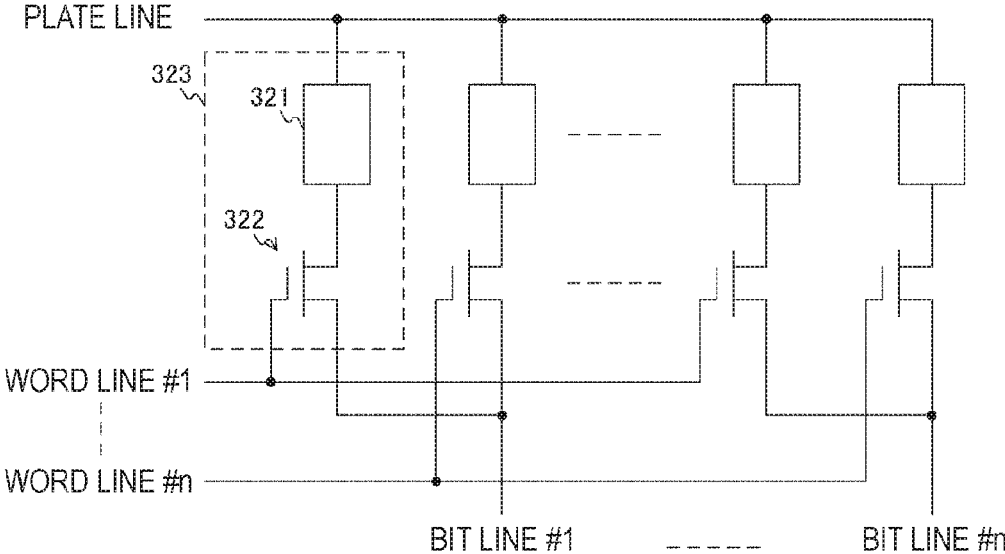 PLATE LINE
323
321
322
WORD LINE #1
WORD LINE #n
BIT LINE #1
BIT LINE #n